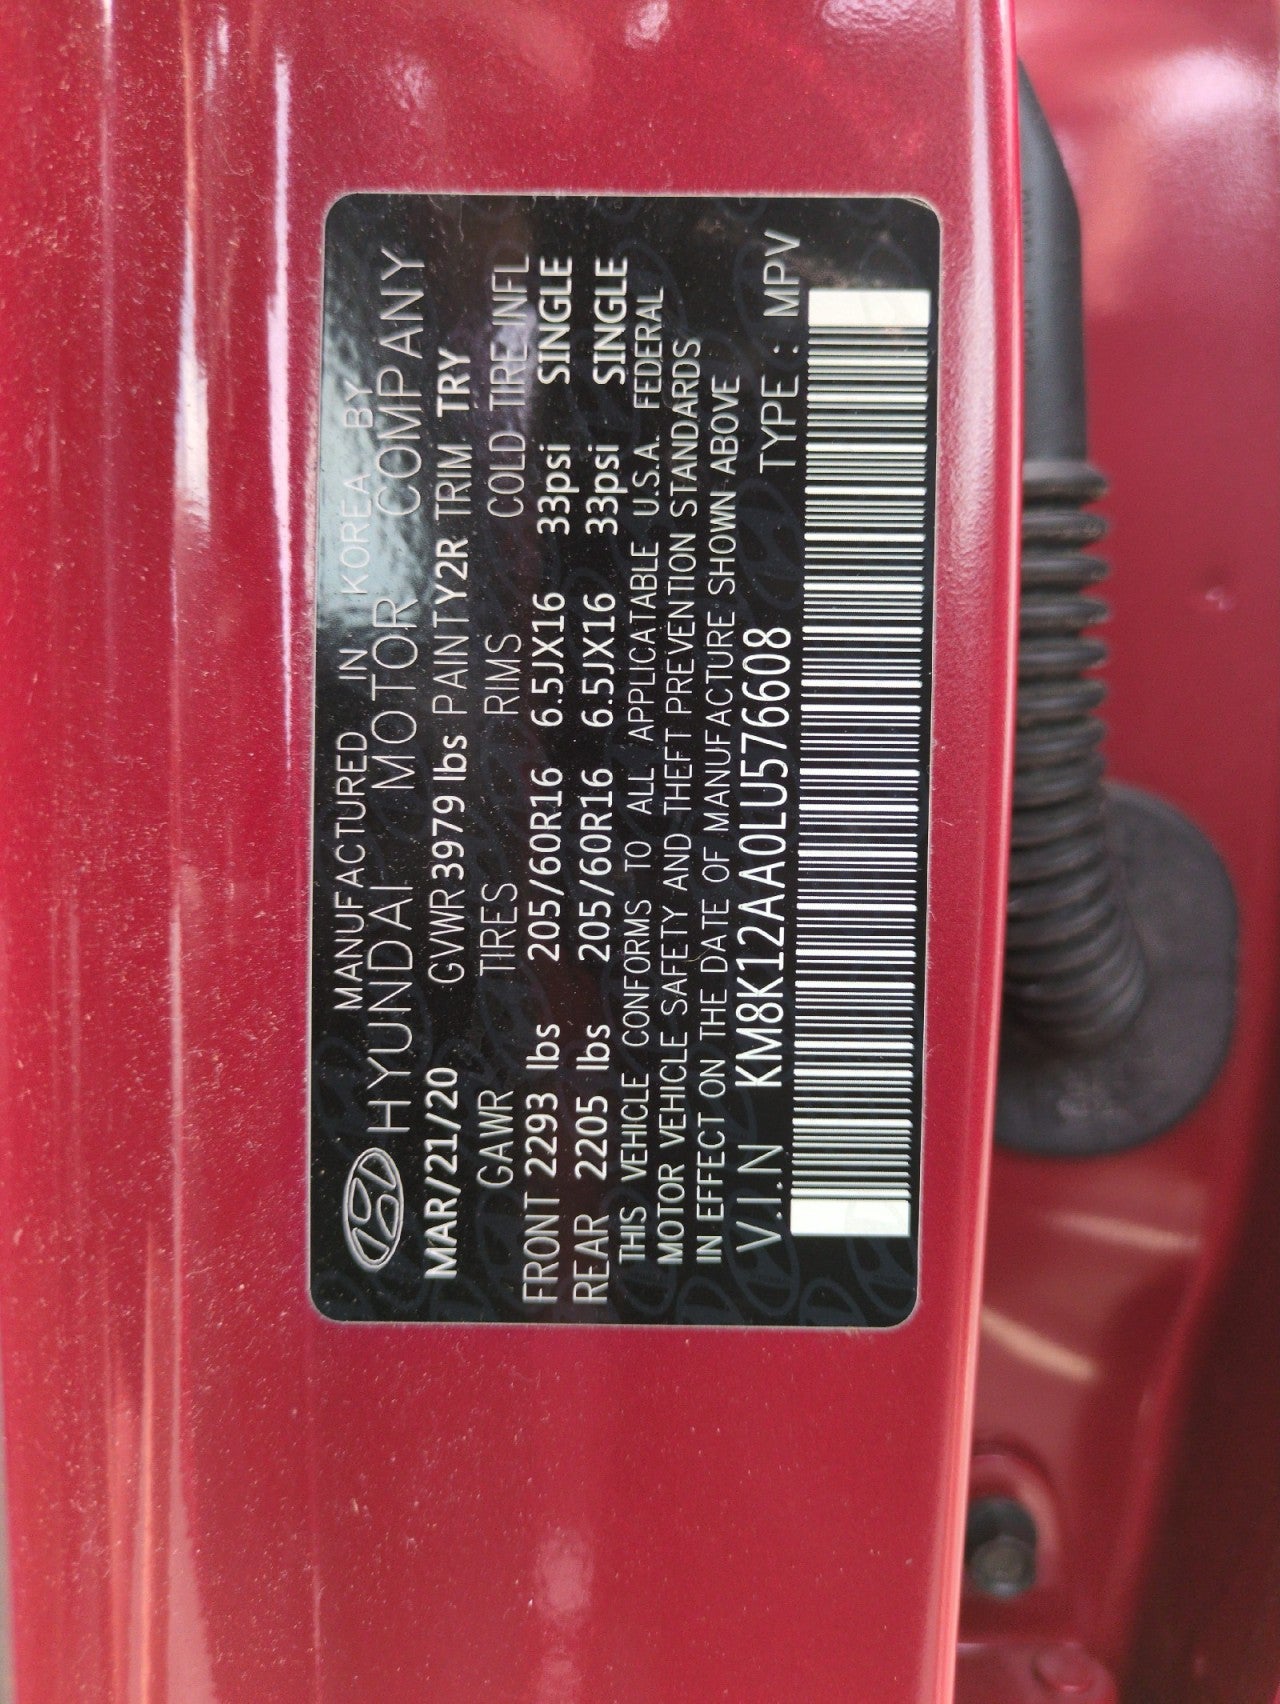 MANUFACTURED IN KOREA BY
HYUNDAI MOTOR COMPANY
MAR/21/20 GVWR 3979 lbs PAINT Y2R TRIM TRY
GAWR TIRES RIMS COLD TIRE INFL
FRONT 2293 lbs 205/60R16 6.5JX16 33psi SINGLE
REAR 2205 lbs 205/60R16 6.5JX16 33psi SINGLE
THIS VEHICLE CONFORMS TO ALL APPLICATABLE U.S.A. FEDERAL
MOTOR VEHICLE SAFETY AND THEFT PREVENTION STANDARDS
IN EFFECT ON THE DATE OF MANUFACTURE SHOWN ABOVE
V.I.N KM8K12AA0LU576608 TYPE : MPV